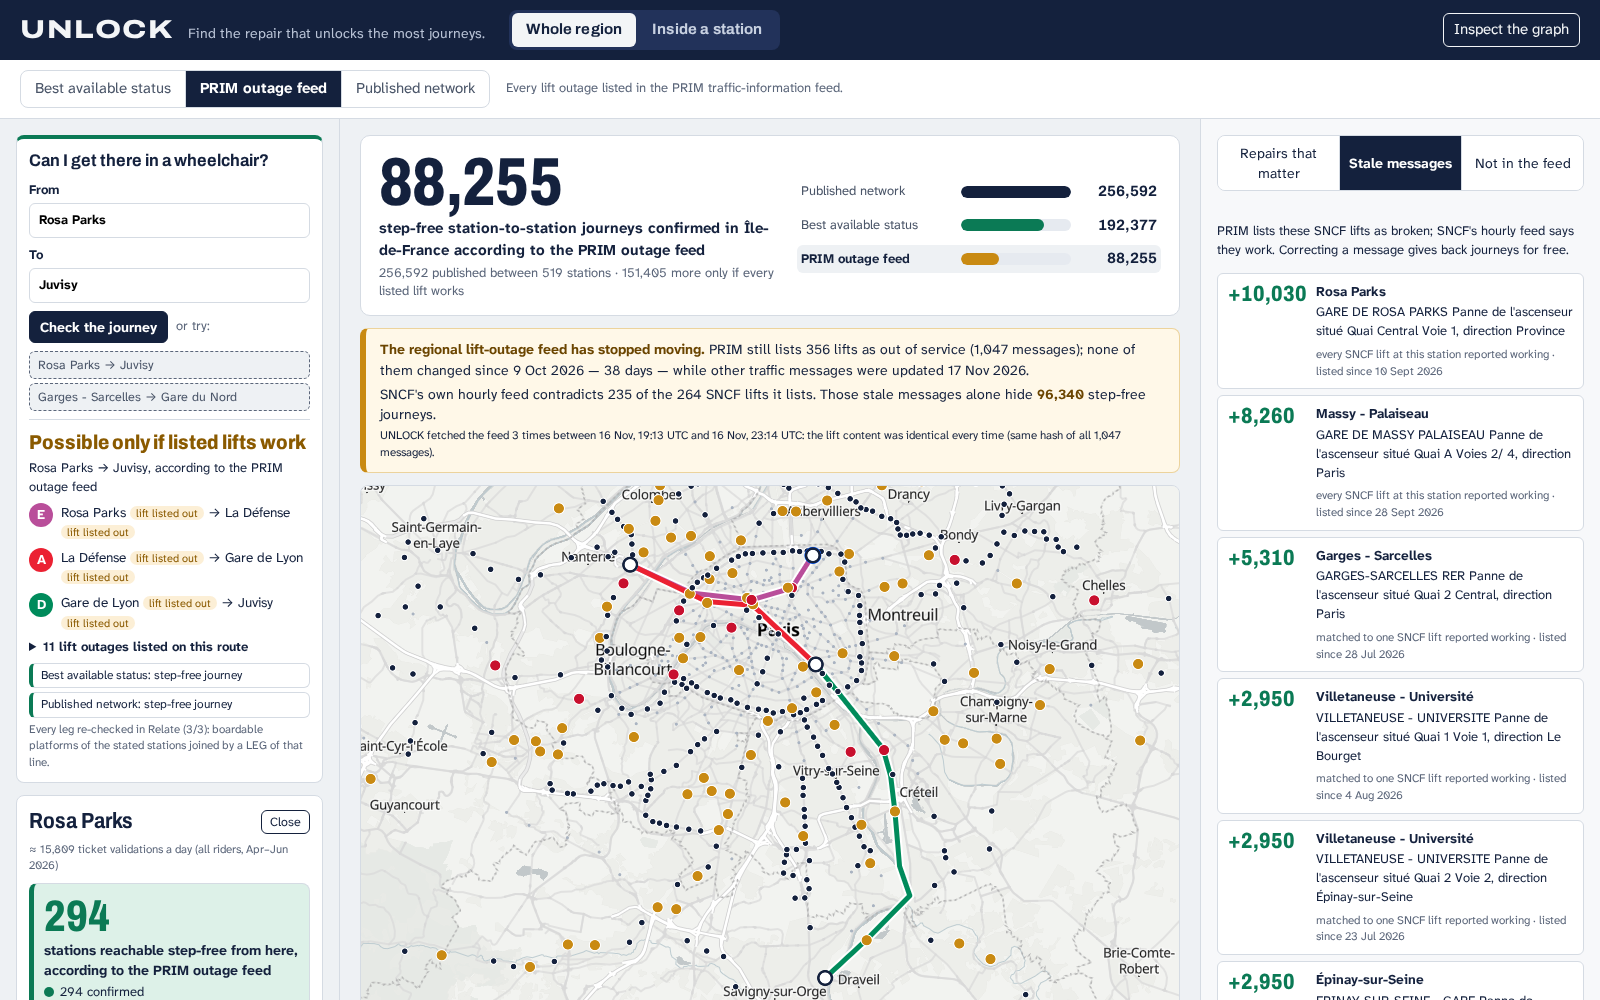 UNLOCK
Find the repair that unlocks the most journeys.
Whole region
Inside a station
Inspect the graph
Best available status
PRIM outage feed
Published network
Every lift outage listed in the PRIM traffic-information feed.
Can I get there in a wheelchair?
From
Rosa Parks
To
Juvisy
Check the journey
or try:
Rosa Parks → Juvisy
Garges - Sarcelles → Gare du Nord
Possible only if listed lifts work
Rosa Parks → Juvisy, according to the PRIM
outage feed
E
Rosa Parks lift listed out → La Défense
lift listed out
A
La Défense lift listed out → Gare de Lyon
lift listed out
D
Gare de Lyon lift listed out → Juvisy
lift listed out
▶ 11 lift outages listed on this route
Best available status: step-free journey
Published network: step-free journey
Every leg re-checked in Relate (3/3): boardable
platforms of the stated stations joined by a LEG of that
line.
Rosa Parks
Close
≈ 15,809 ticket validations a day (all riders, Apr–Jun
2026)
294
stations reachable step-free from here,
according to the PRIM outage feed
294 confirmed
88,255
step-free station-to-station journeys confirmed in Île-
de-France according to the PRIM outage feed
256,592 published between 519 stations · 151,405 more only if every
listed lift works
Published network
256,592
Best available status
192,377
PRIM outage feed
88,255
The regional lift-outage feed has stopped moving. PRIM still lists 356 lifts as out of service (1,047 messages); none of
them changed since 9 Oct 2026 — 38 days — while other traffic messages were updated 17 Nov 2026.
SNCF's own hourly feed contradicts 235 of the 264 SNCF lifts it lists. Those stale messages alone hide 96,340 step-free
journeys.
UNLOCK fetched the feed 3 times between 16 Nov, 19:13 UTC and 16 Nov, 23:14 UTC: the lift content was identical every time (same hash of all 1,047
messages).
Colombes
Drancy
Livry-Gargan
Saint-Germain-
en-Laye
Bondy
Nanterre
Chelles
Montreuil
Paris
Boulogne-
Billancourt
Noisy-le-Grand
Champigny-
sur-Marne
Vitry-sur-Seine
Créteil
Guyancourt
Brie-Comte-
Robert
Draveil
Savigny-sur-Orge
Repairs that
matter
Stale messages
Not in the feed
PRIM lists these SNCF lifts as broken; SNCF's hourly feed says
they work. Correcting a message gives back journeys for free.
+10,030
Rosa Parks
GARE DE ROSA PARKS Panne de l'ascenseur
situé Quai Central Voie 1, direction Province
every SNCF lift at this station reported working ·
listed since 10 Sept 2026
+8,260
Massy - Palaiseau
GARE DE MASSY PALAISEAU Panne de
l'ascenseur situé Quai A Voies 2/ 4, direction
Paris
every SNCF lift at this station reported working ·
listed since 28 Sept 2026
+5,310
Garges - Sarcelles
GARGES-SARCELLES RER Panne de
l'ascenseur situé Quai 2 Central, direction
Paris
matched to one SNCF lift reported working · listed
since 28 Jul 2026
+2,950
Villetaneuse - Université
VILLETANEUSE - UNIVERSITE Panne de
l'ascenseur situé Quai 1 Voie 1, direction Le
Bourget
matched to one SNCF lift reported working · listed
since 4 Aug 2026
+2,950
Villetaneuse - Université
VILLETANEUSE - UNIVERSITE Panne de
l'ascenseur situé Quai 2 Voie 2, direction
Épinay-sur-Seine
matched to one SNCF lift reported working · listed
since 23 Jul 2026
+2,950
Épinay-sur-Seine